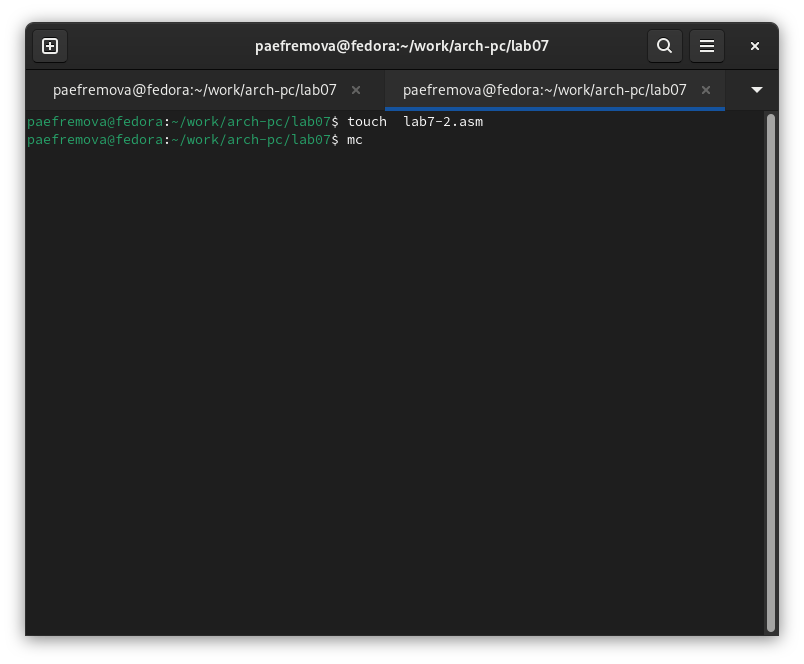 paefremova@fedora:~/work/arch-pc/lab07
paefremova@fedora:~/work/arch-pc/lab07 paefremova@fedora:~/work/arch-pc/lab07
paefremova@fedora:~/work/arch-pc/lab07$ touch  lab7-2.asm
paefremova@fedora:~/work/arch-pc/lab07$ mc